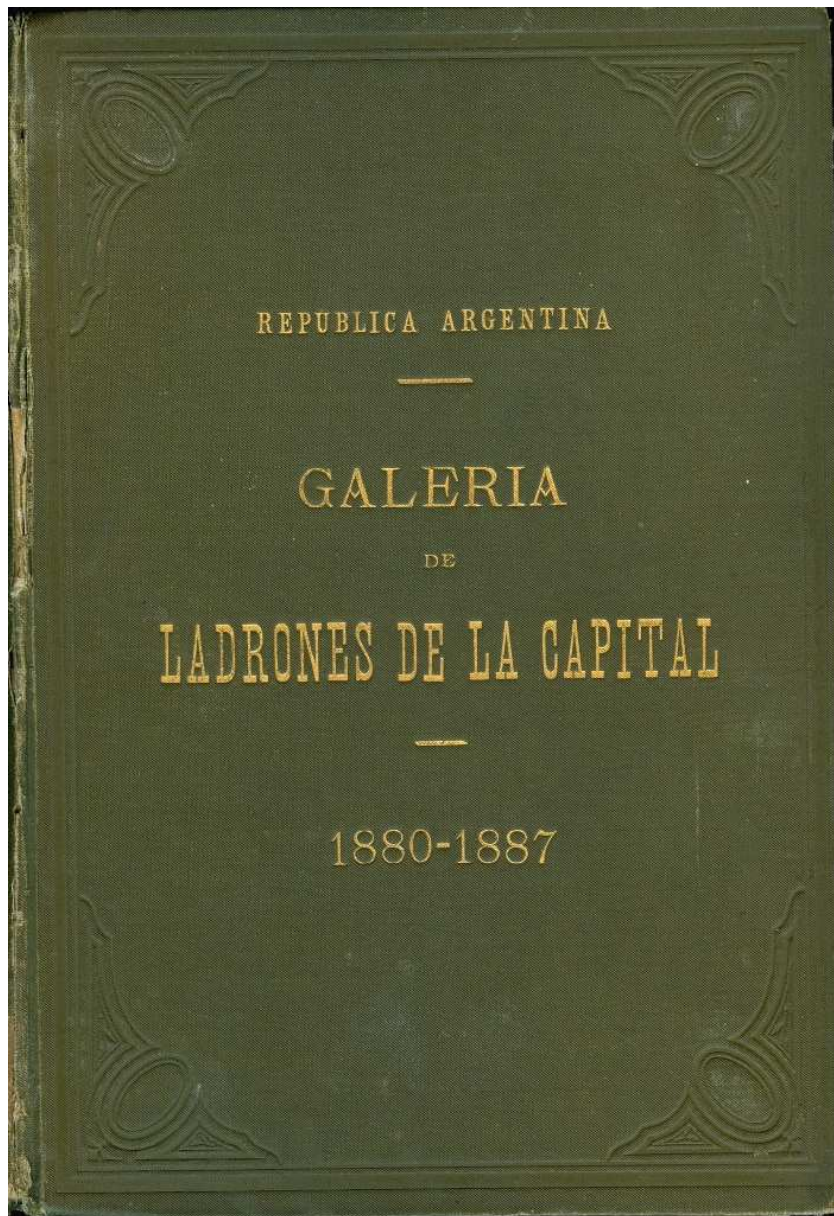 REPUBLICA ARGENTINA
GALERIA
DE
LADRONES DE LA CAPITAL
1880-1887